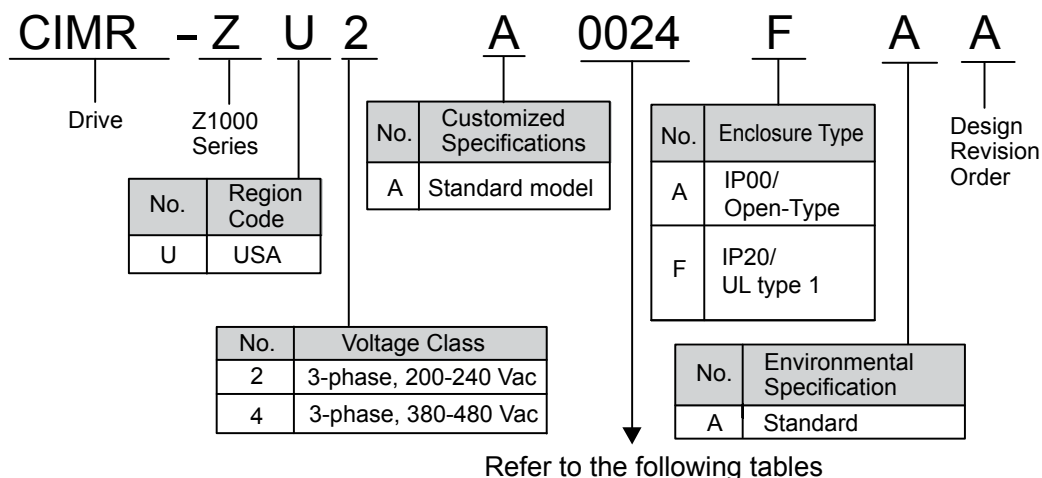 CIMR - Z U 2 A 0024 F A A
Drive
Z1000
Series
No. Region
Code
U USA
No. Voltage Class
2 3-phase, 200-240 Vac
4 3-phase, 380-480 Vac
No. Customized
Specifications
A Standard model
No. Enclosure Type
A IP00/
Open-Type
F IP20/
UL type 1
No. Environmental
Specification
A Standard
Design
Revision
Order
Refer to the following tables